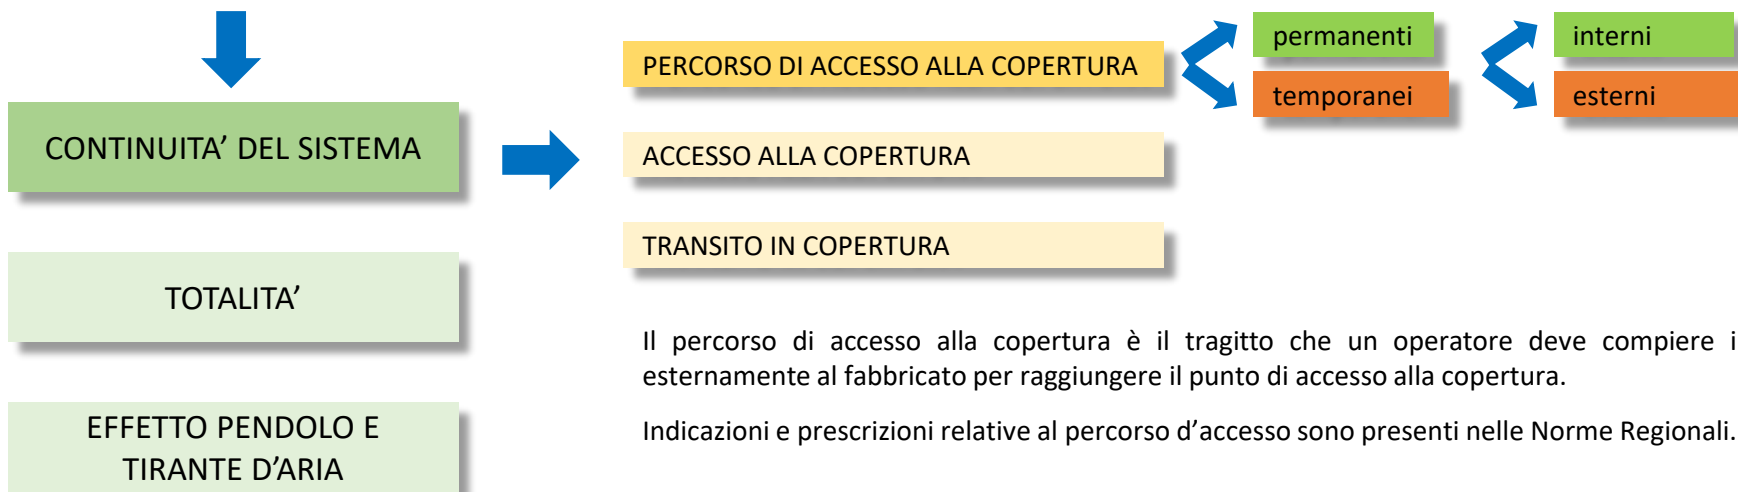 CONTINUITA’ DEL SISTEMA
TOTALITA’
EFFETTO PENDOLO E
TIRANTE D’ARIA
PERCORSO DI ACCESSO ALLA COPERTURA
permanenti
temporanei
interni
esterni
ACCESSO ALLA COPERTURA
TRANSITO IN COPERTURA
Il percorso di accesso alla copertura è il tragitto che un operatore deve compiere i
esternamente al fabbricato per raggiungere il punto di accesso alla copertura.
Indicazioni e prescrizioni relative al percorso d’accesso sono presenti nelle Norme Regionali.